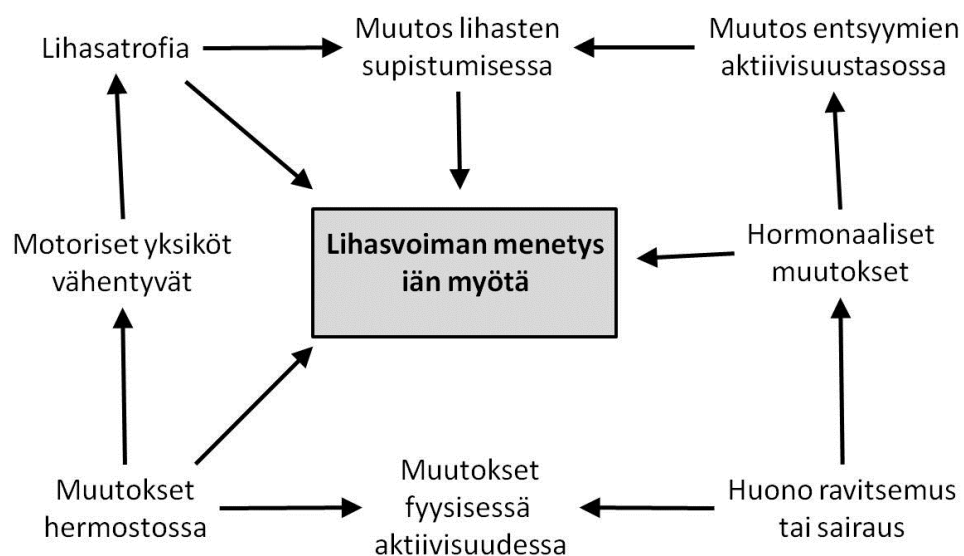 Lihasatrofia
Muutos lihasten
supistumisessa
Muutos entsyymien
aktiivisuustasossa
Motoriset yksiköt
vähentyvät
Lihasvoiman menetys
iän myötä
Hormonaaliset
muutokset
Muutokset
hermostossa
Muutokset
fyysisessä
aktiivisuudessa
Huono ravitsemus
tai sairaus